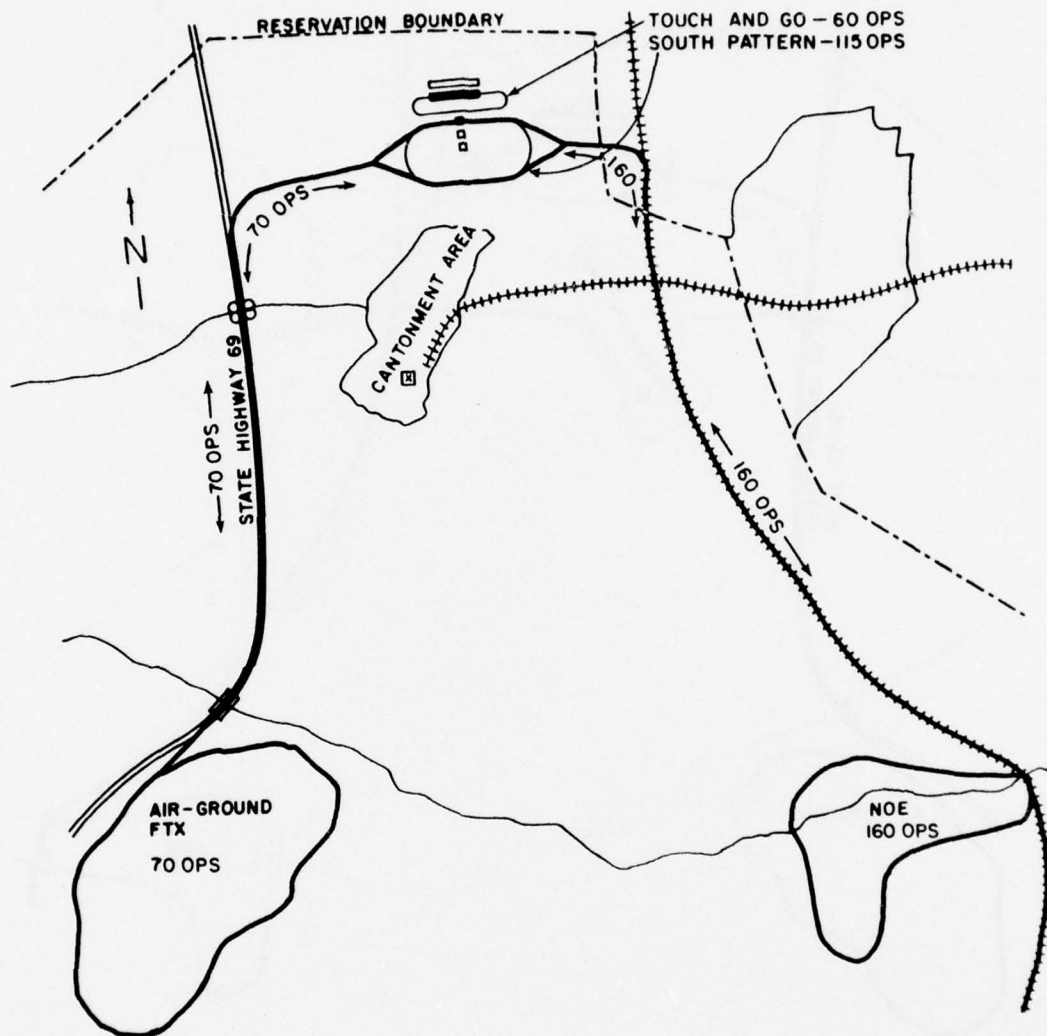 RESERVATION BOUNDARY
TOUCH AND GO – 60 OPS
SOUTH PATTERN – 115 OPS
70 OPS
160
N
CANTONMENT AREA
X
70 OPS
STATE HIGHWAY 69
160 OPS
AIR-GROUND
FTX
70 OPS
NOE
160 OPS